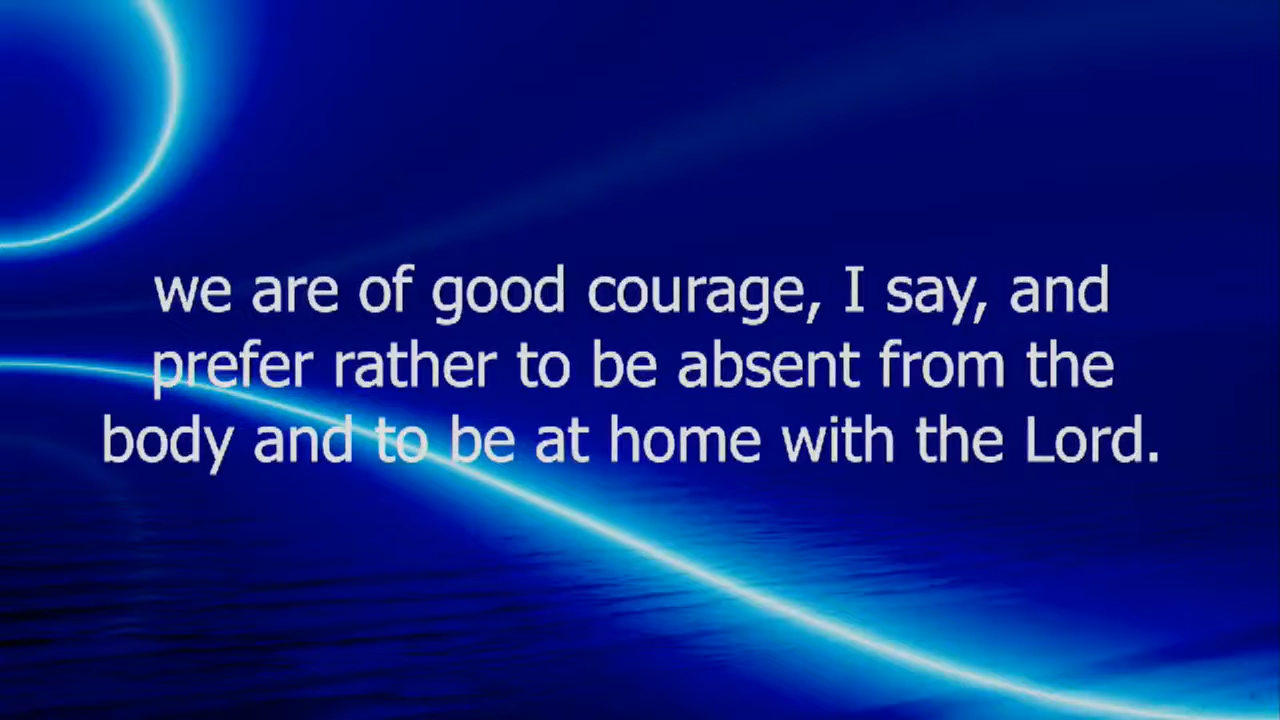 we are of good courage, I say, and
prefer rather to be absent from the
body and to be at home with the Lord.